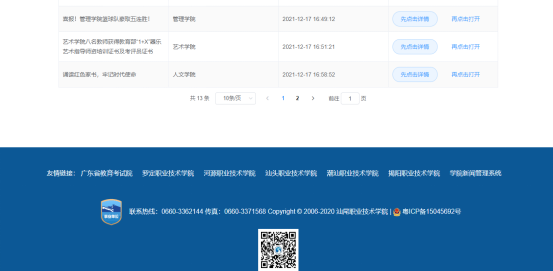 喜报！管理学院篮球队豪取五连胜！ 管理学院 2021-12-17 16:49:12 先点击详情 再点击打开
艺术学院八名教师获得教育部"1+X"器乐 艺术学院 2021-12-17 16:51:21 先点击详情 再点击打开
艺术指导师资培训证书及考评员证书
诵读红色家书，牢记时代使命 人文学院 2021-12-17 16:58:52 先点击详情 再点击打开
共 13 条 10条/页 < 1 2 > 前往 1 页
友情链接： 广东省教育考试院 罗定职业技术学院 河源职业技术学院 汕头职业技术学院 潮汕职业技术学院 揭阳职业技术学院 学院新闻管理系统
联系热线：0660-3362144 传真：0660-3371568 Copyright © 2006-2020 汕尾职业技术学院 | 粤ICP备15045692号